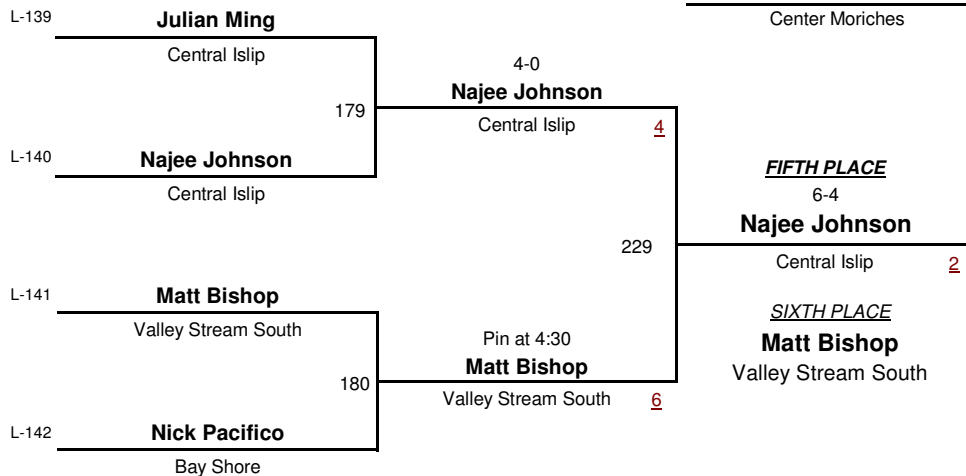 L-139
Julian Ming
Central Islip
Center Moriches
179
4-0
Najee Johnson
Central Islip 4
L-140
Najee Johnson
Central Islip
FIFTH PLACE
6-4
Najee Johnson
Central Islip 2
229
L-141
Matt Bishop
Valley Stream South
SIXTH PLACE
Matt Bishop
Valley Stream South
Pin at 4:30
Matt Bishop
Valley Stream South 6
180
L-142
Nick Pacifico
Bay Shore